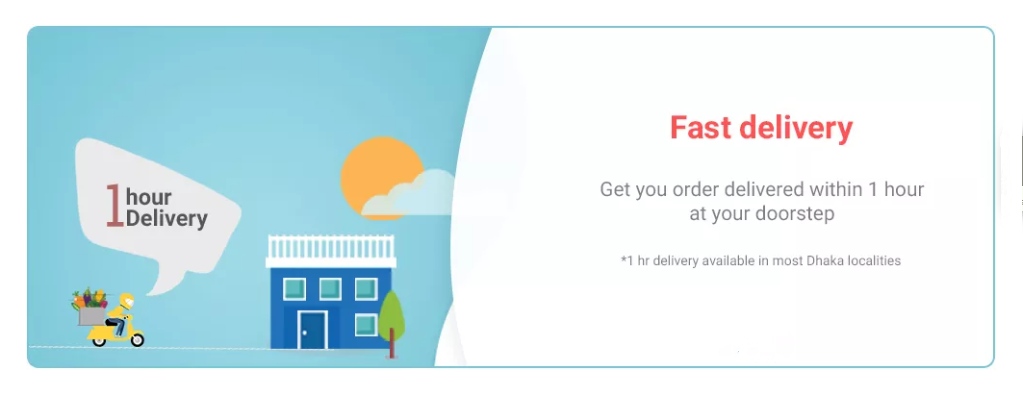 1 hour
Delivery
Fast delivery
Get you order delivered within 1 hour
at your doorstep
*1 hr delivery available in most Dhaka localities